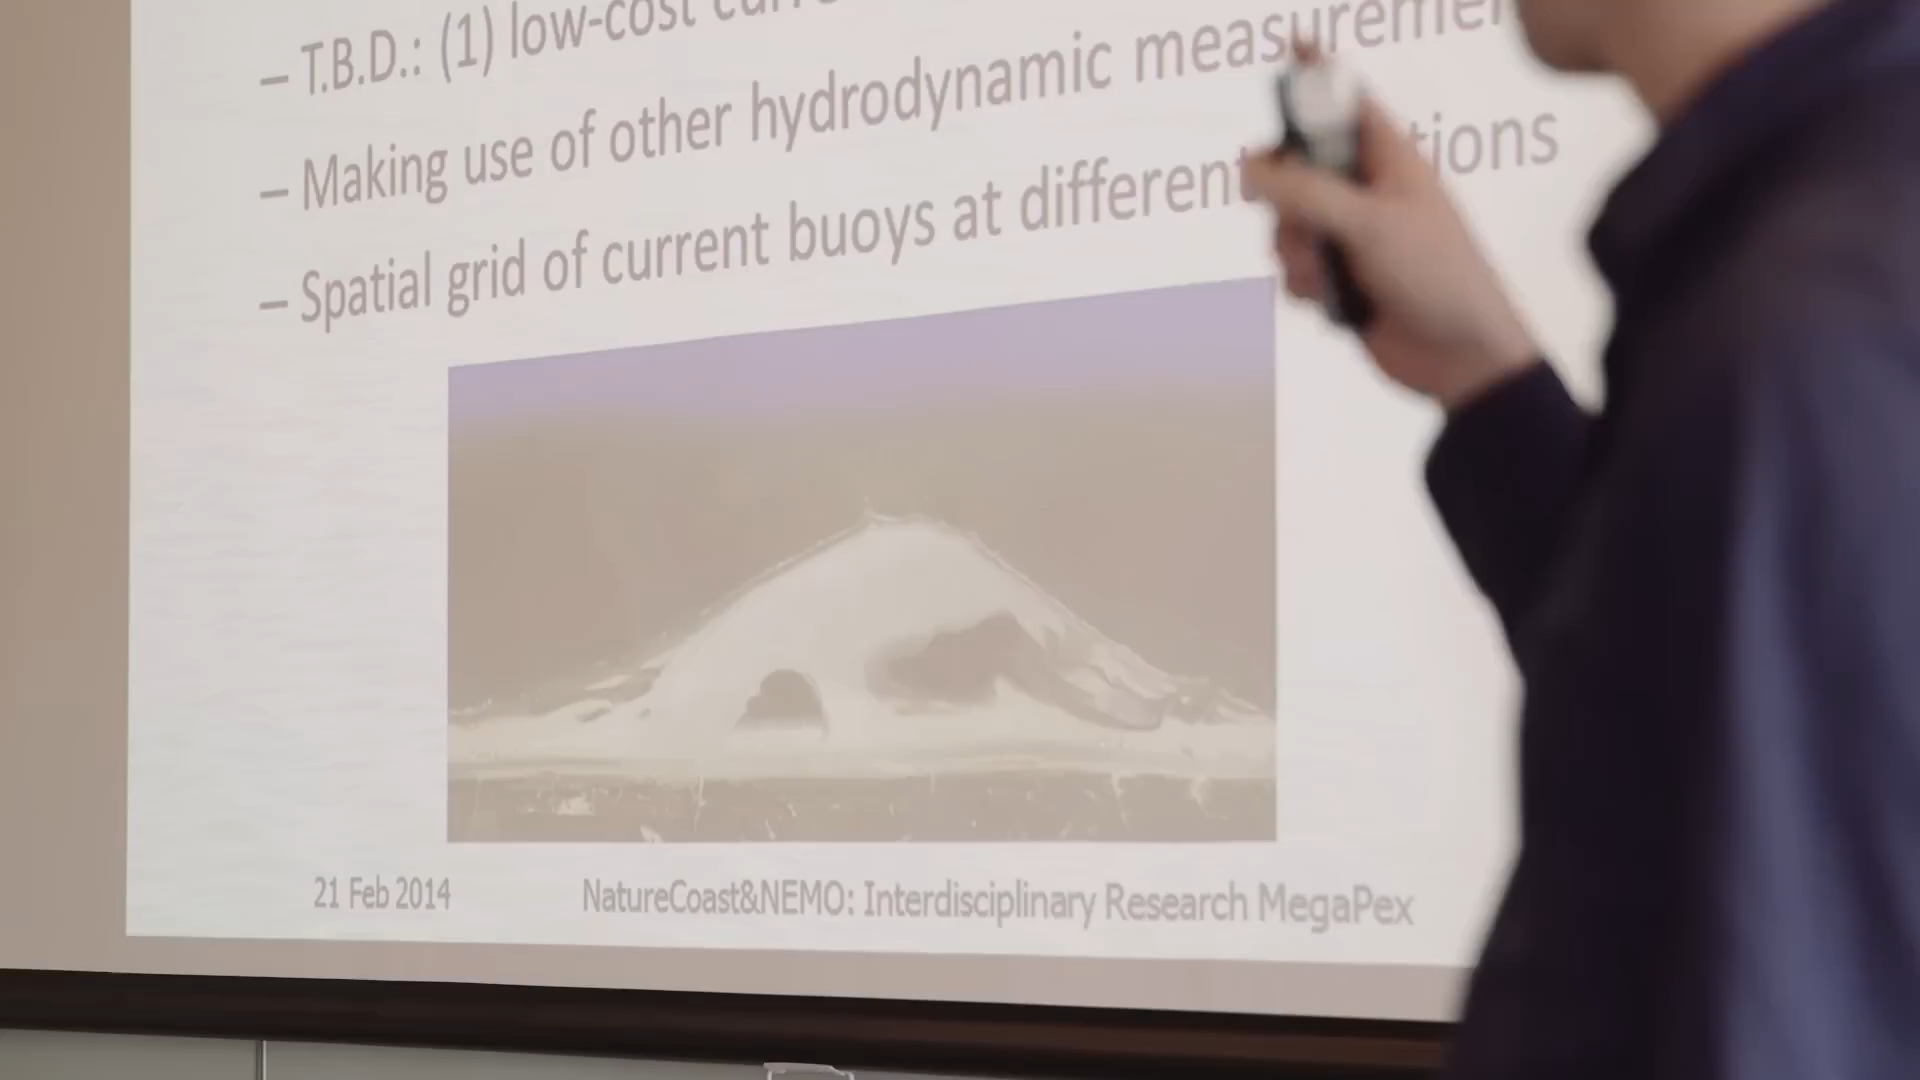 – T.B.D.: (1) low-cost
– Making use of other hydrodynamic
– Spatial grid of current buoys at different
21 Feb 2014
NatureCoast&NEMO: Interdisciplinary Research MegaPex